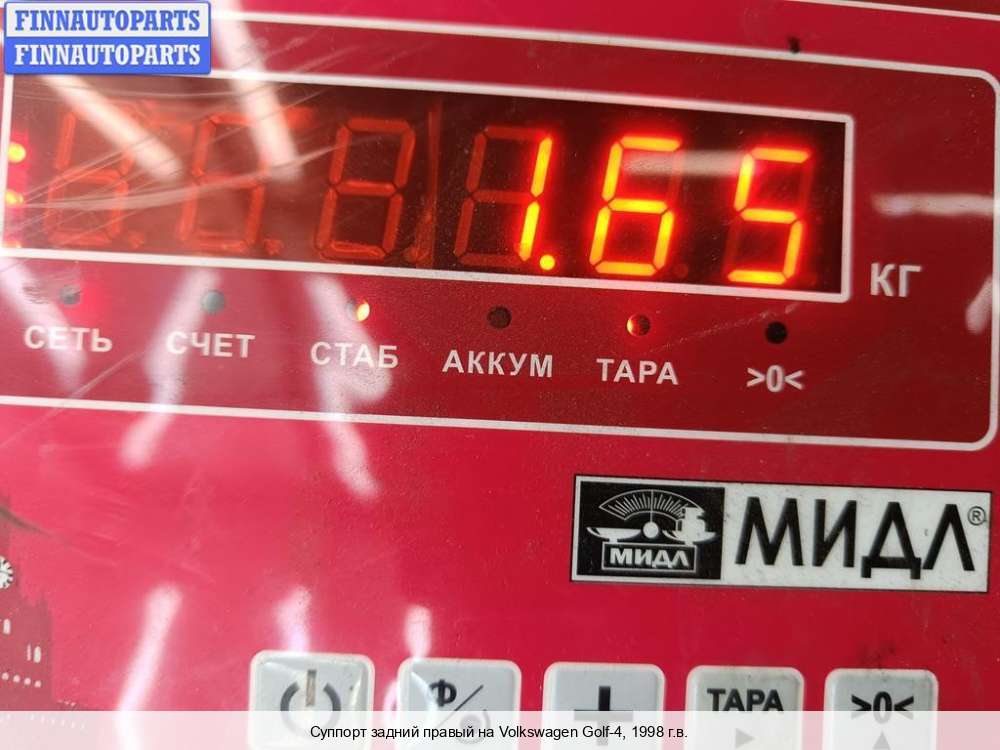 FINNAUTOPARTS
FINNAUTOPARTS
1.65
КГ
СЕТЬ СЧЕТ СТАБ АККУМ ТАРА >0<
МИДЛ МИДЛ®
Ф
+ ТАРА >0<
Суппорт задний правый на Volkswagen Golf-4, 1998 г.в.